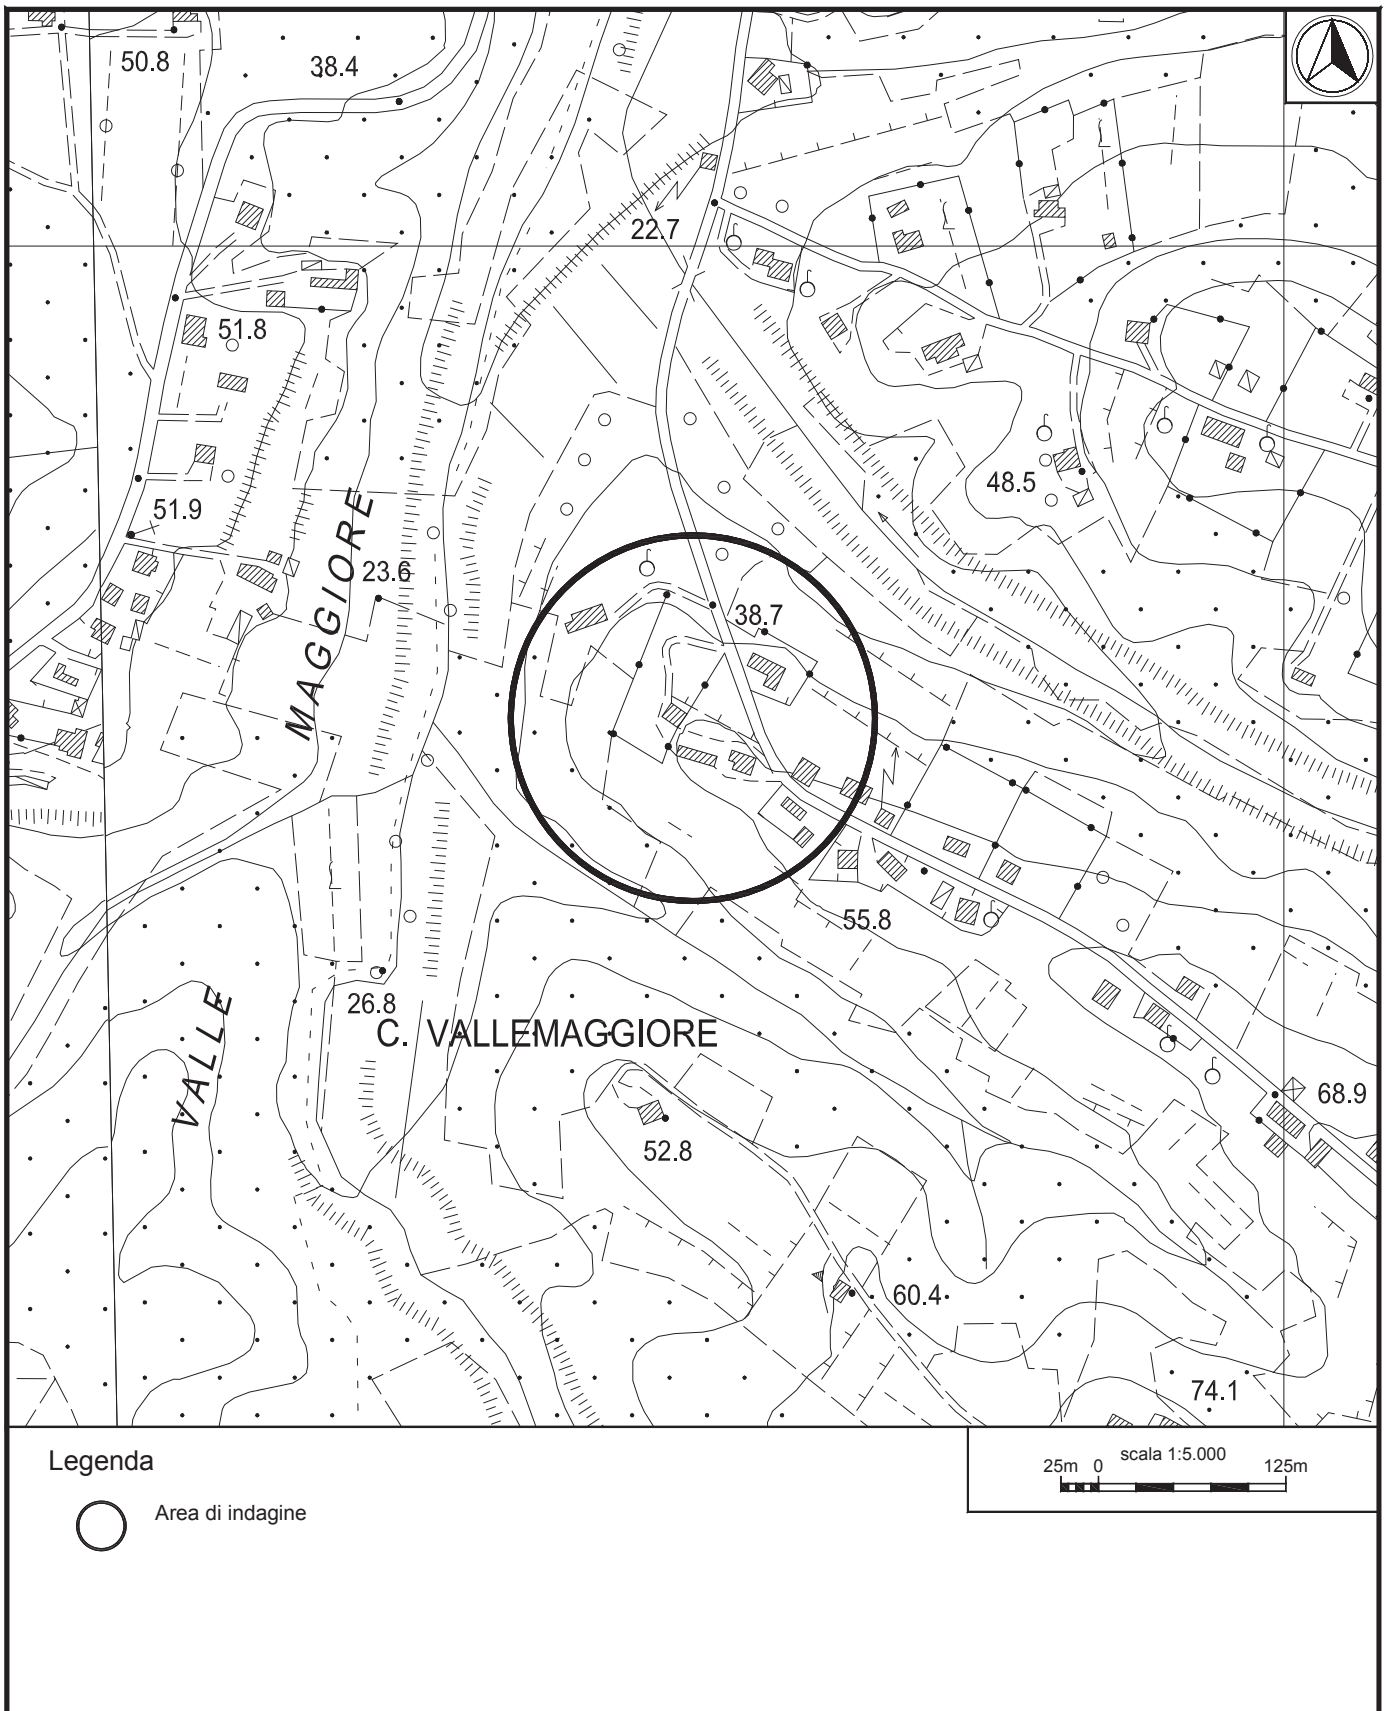 50.8
38.4
22.7
51.8
48.5
51.9
MAGGIORE
23.6
38.7
55.8
VALLE
26.8
C. VALLEMAGGIORE
68.9
52.8
60.4
74.1
Legenda
Area di indagine
scala 1:5.000
25m 0 125m